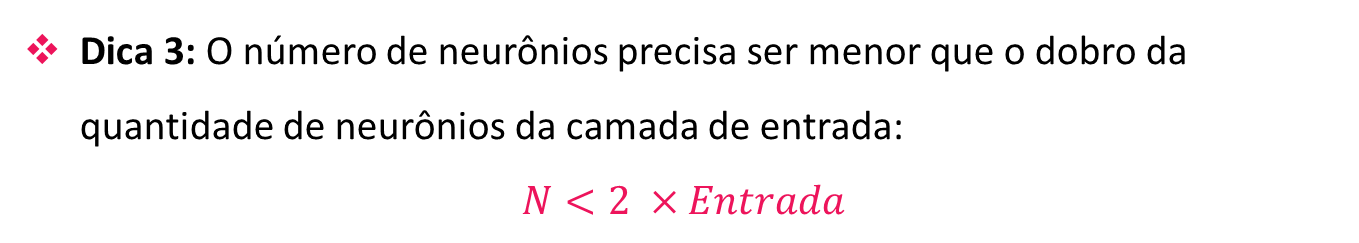 ❖ Dica 3: O número de neurônios precisa ser menor que o dobro da
quantidade de neurônios da camada de entrada:
N < 2 × Entrada